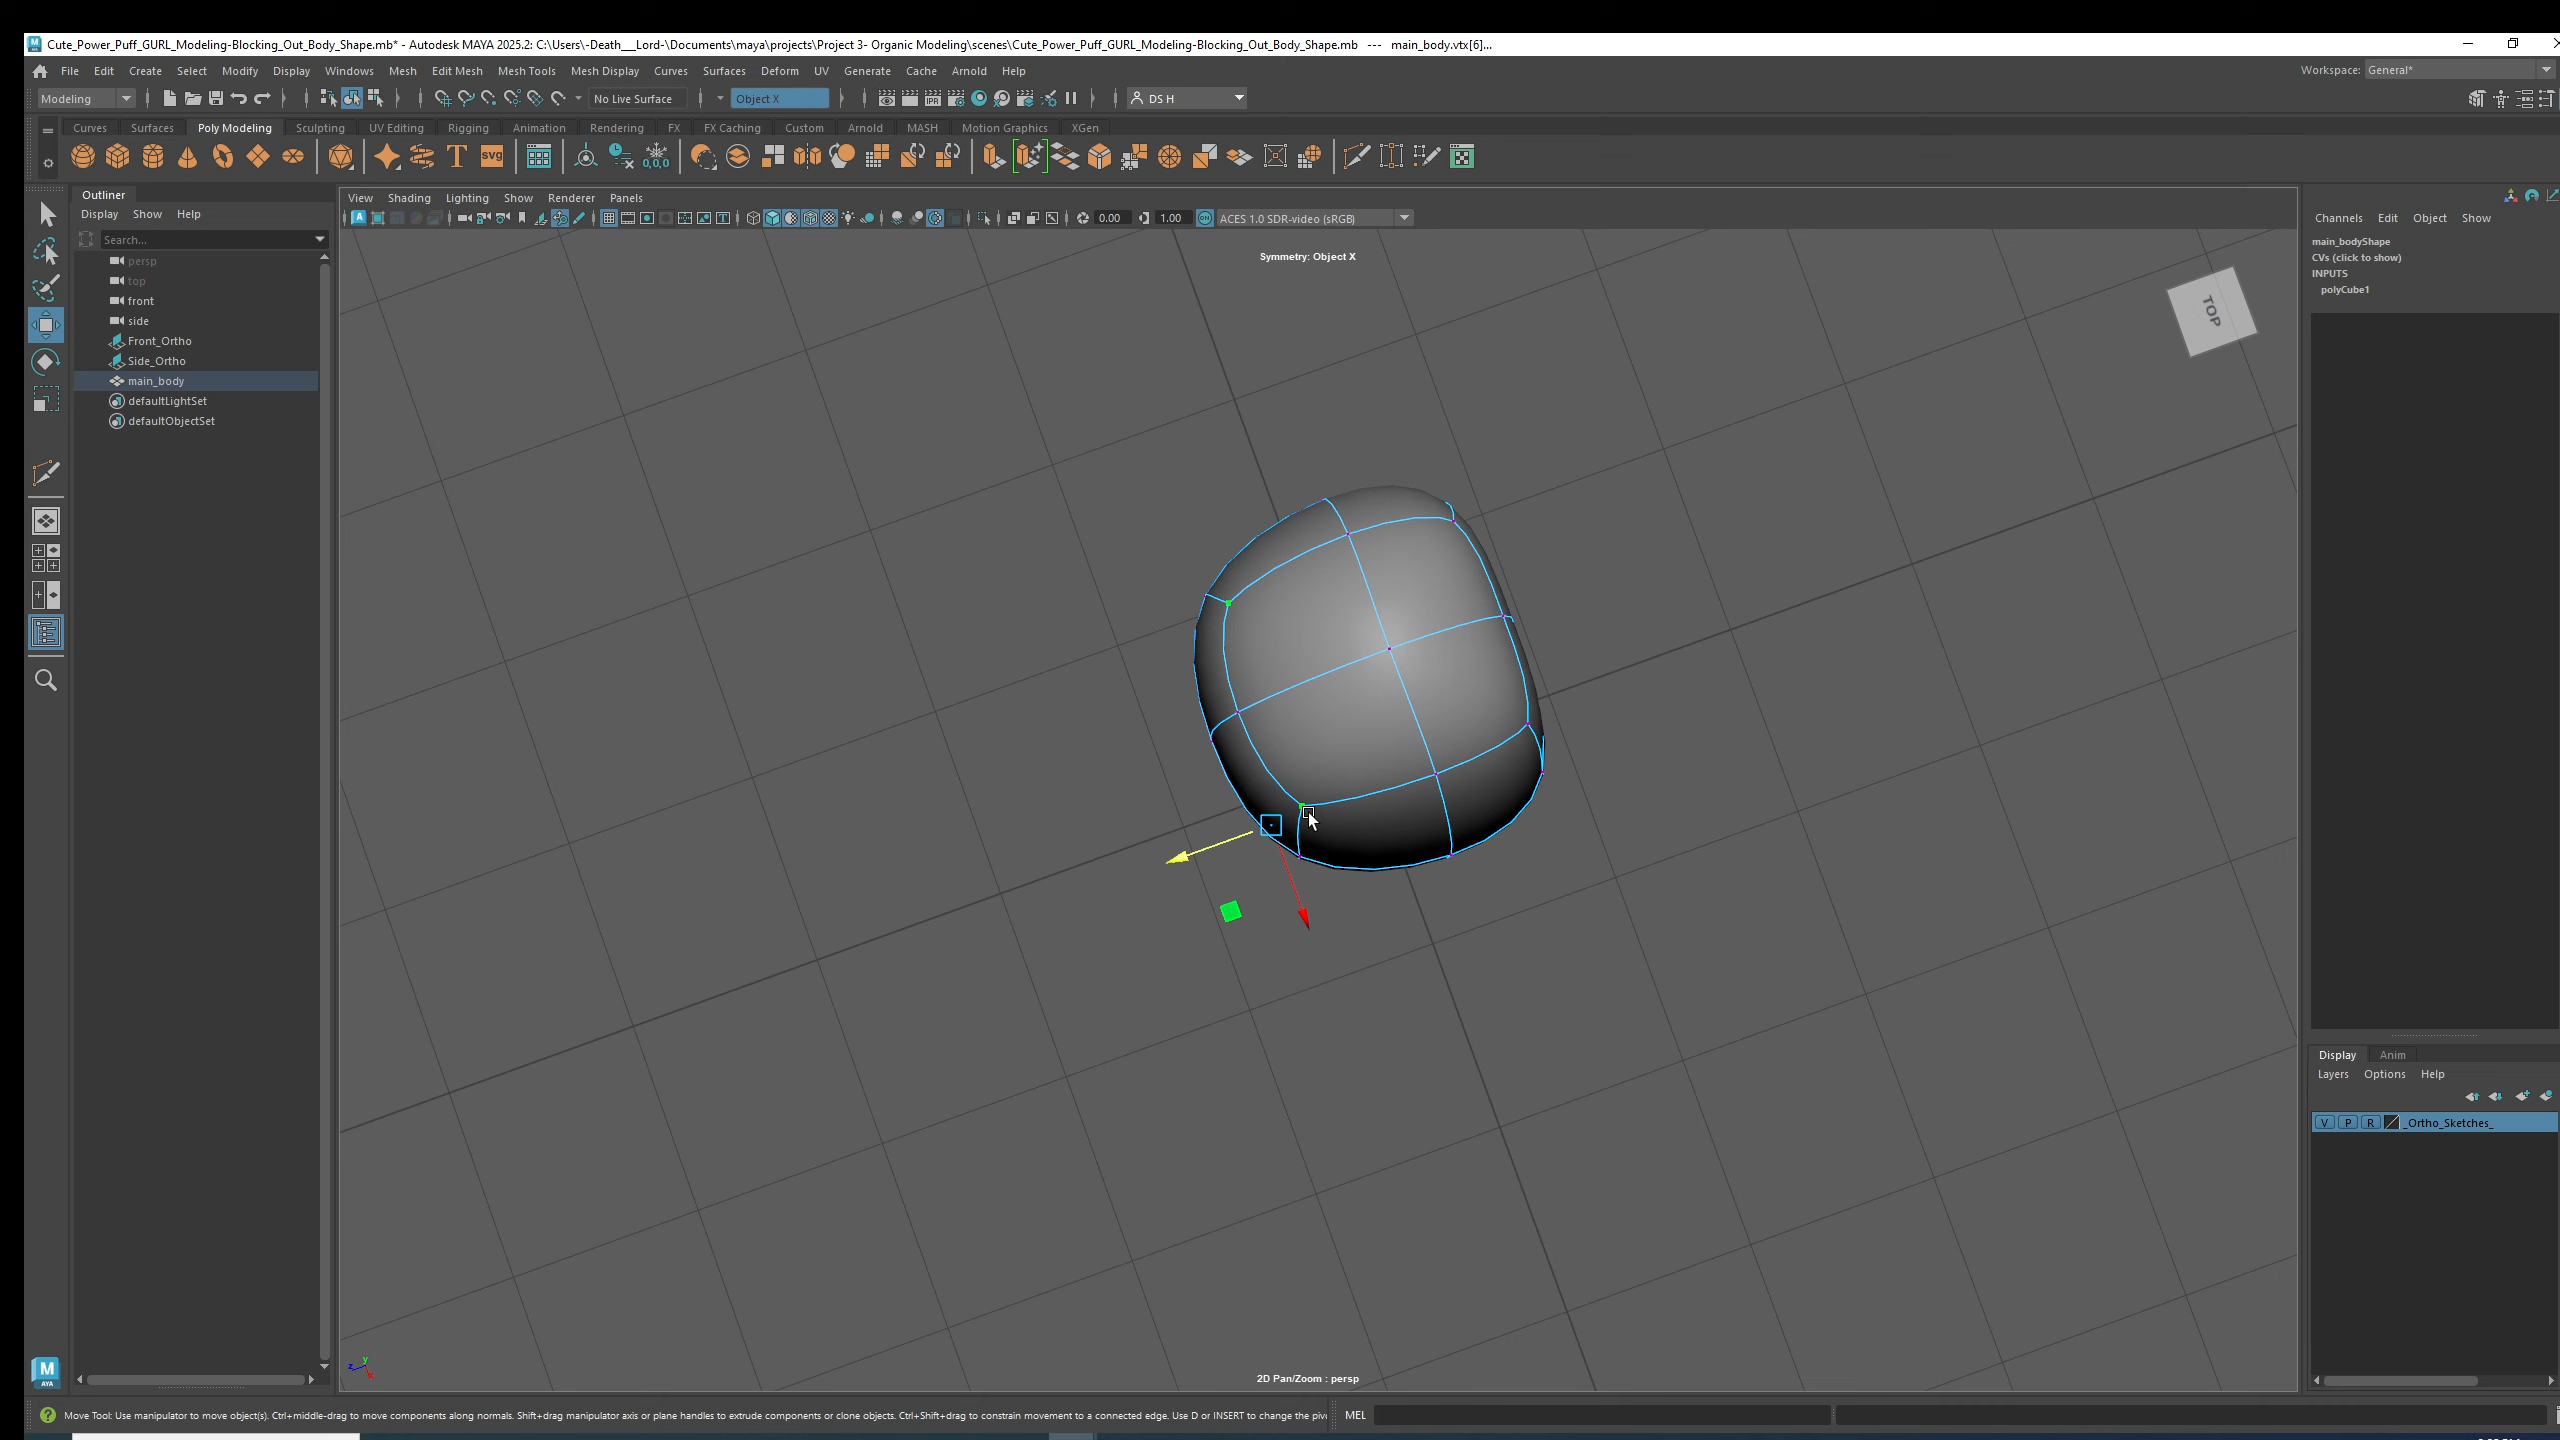 Cute_Power_Puff_GURL_Modeling-Blocking_Out_Body_Shape.mb* - Autodesk MAYA 2025.2: C:\Users\-Death__Lord-\Documents\maya\projects\Project 3- Organic Modeling\scenes\Cute_Power_Puff_GURL_Modeling-Blocking_Out_Body_Shape.mb --- main_body.vtx[6]...
File Edit Create Select Modify Display Windows Mesh Edit Mesh Mesh Tools Mesh Display Curves Surfaces Deform UV Generate Cache Arnold Help Workspace: General*
Modeling No Live Surface Object X IPR DS H
Curves Surfaces Poly Modeling Sculpting UV Editing Rigging Animation Rendering FX FX Caching Custom Arnold MASH Motion Graphics XGen
T svg 0,0,0
Outliner
Display Show Help
Search...
persp
top
front
side
Front_Ortho
Side_Ortho
main_body
defaultLightSet
defaultObjectSet
View Shading Lighting Show Renderer Panels
0.00 1.00 ON ACES 1.0 SDR-video (sRGB)
Symmetry: Object X
TOP
y
z
x
2D Pan/Zoom : persp
Channels Edit Object Show
main_bodyShape
CVs (click to show)
INPUTS
polyCube1
Display Anim
Layers Options Help
V P R _Ortho_Sketches_
M
AYA
Move Tool: Use manipulator to move object(s). Ctrl+middle-drag to move components along normals. Shift+drag manipulator axis or plane handles to extrude components or clone objects. Ctrl+Shift+drag to constrain movement to a connected edge. Use D or INSERT to change the piv
MEL